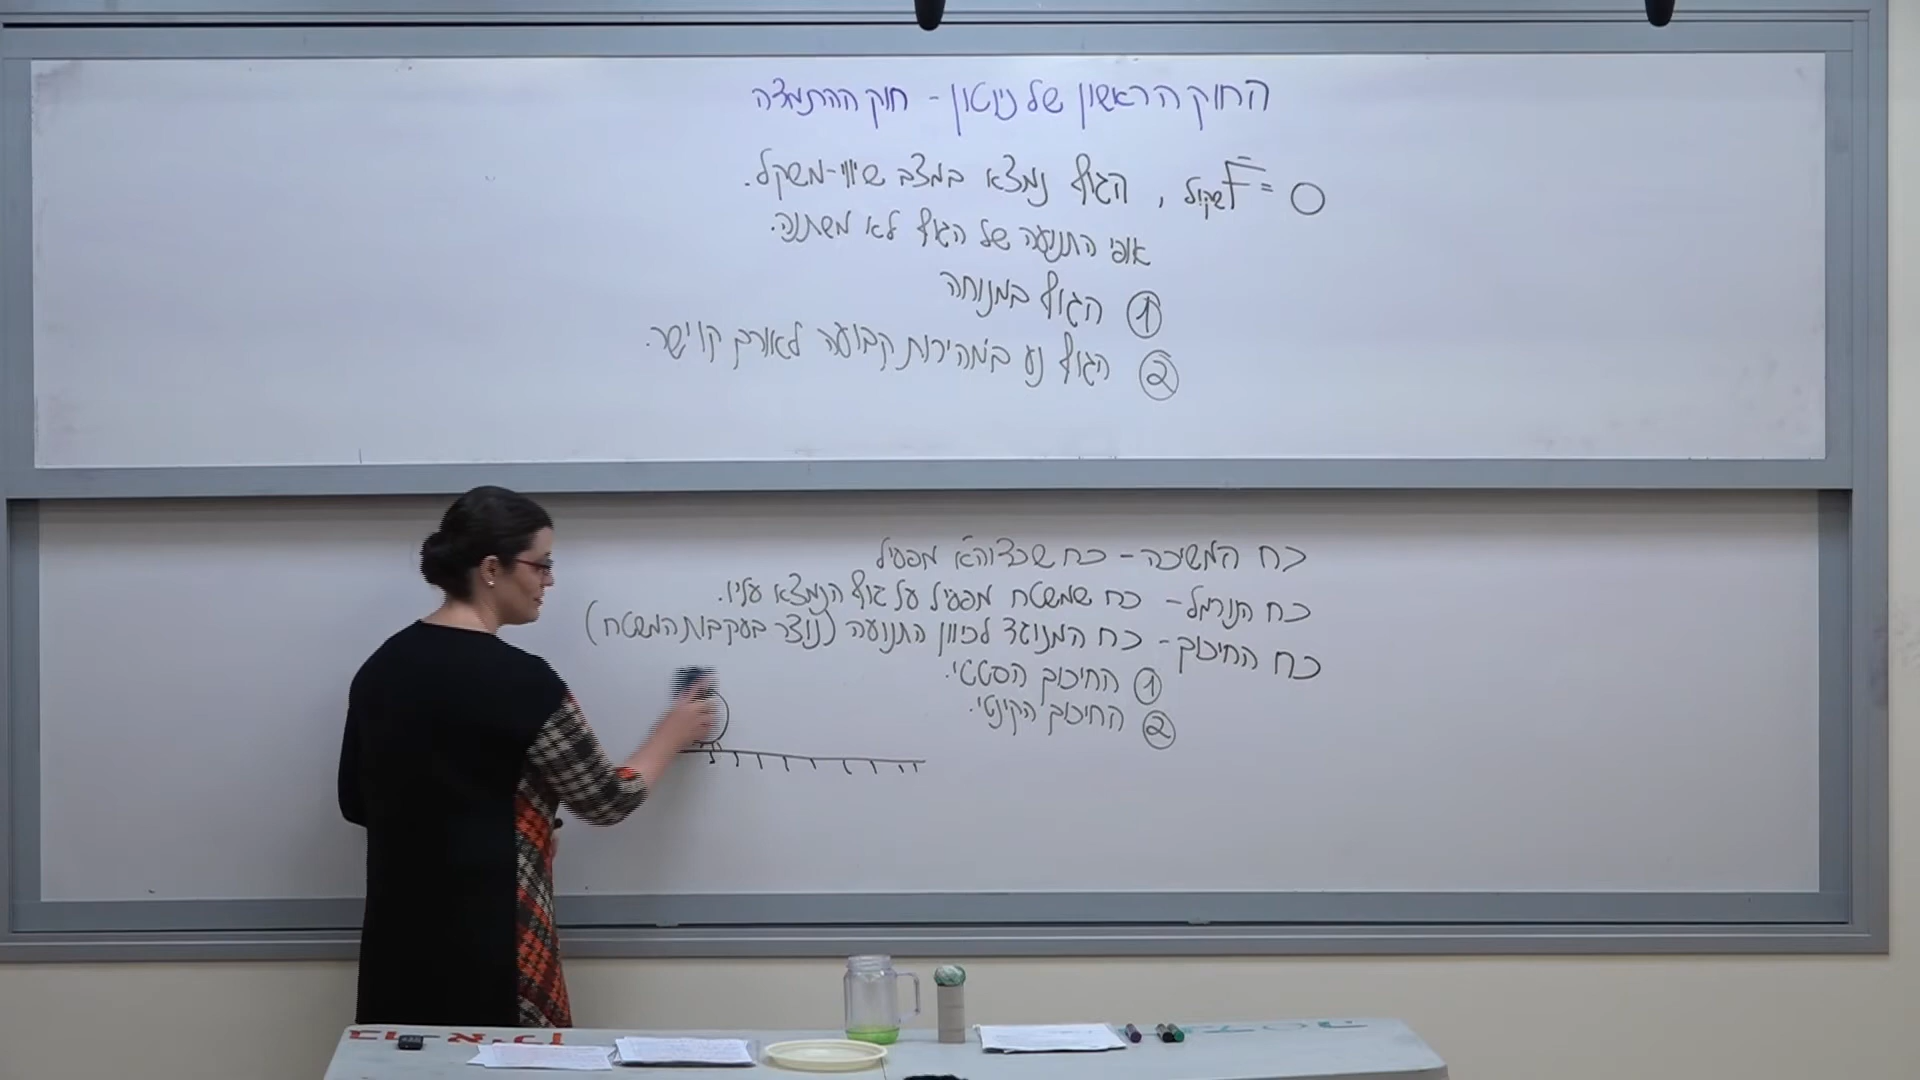 החוק הראשון של ניוטון - חוק ההתמדה
F̅ שקול = 0 , הגוף נמצא במצב שיווי-משקל.
אופי התנועה של הגוף לא משתנה.
① הגוף במנוחה
② הגוף נע במהירות קבועה לאורך קו ישר.
כח המשיכה - כח שכדוה"א מפעיל
כח הנורמל - כח שמשטח מפעיל על גוף הנמצא עליו.
כח החיכוך - כח המנוגד לכיוון התנועה (נוצר בעקבות המשטח)
① החיכוך הסטטי.
② החיכוך הקינטי.